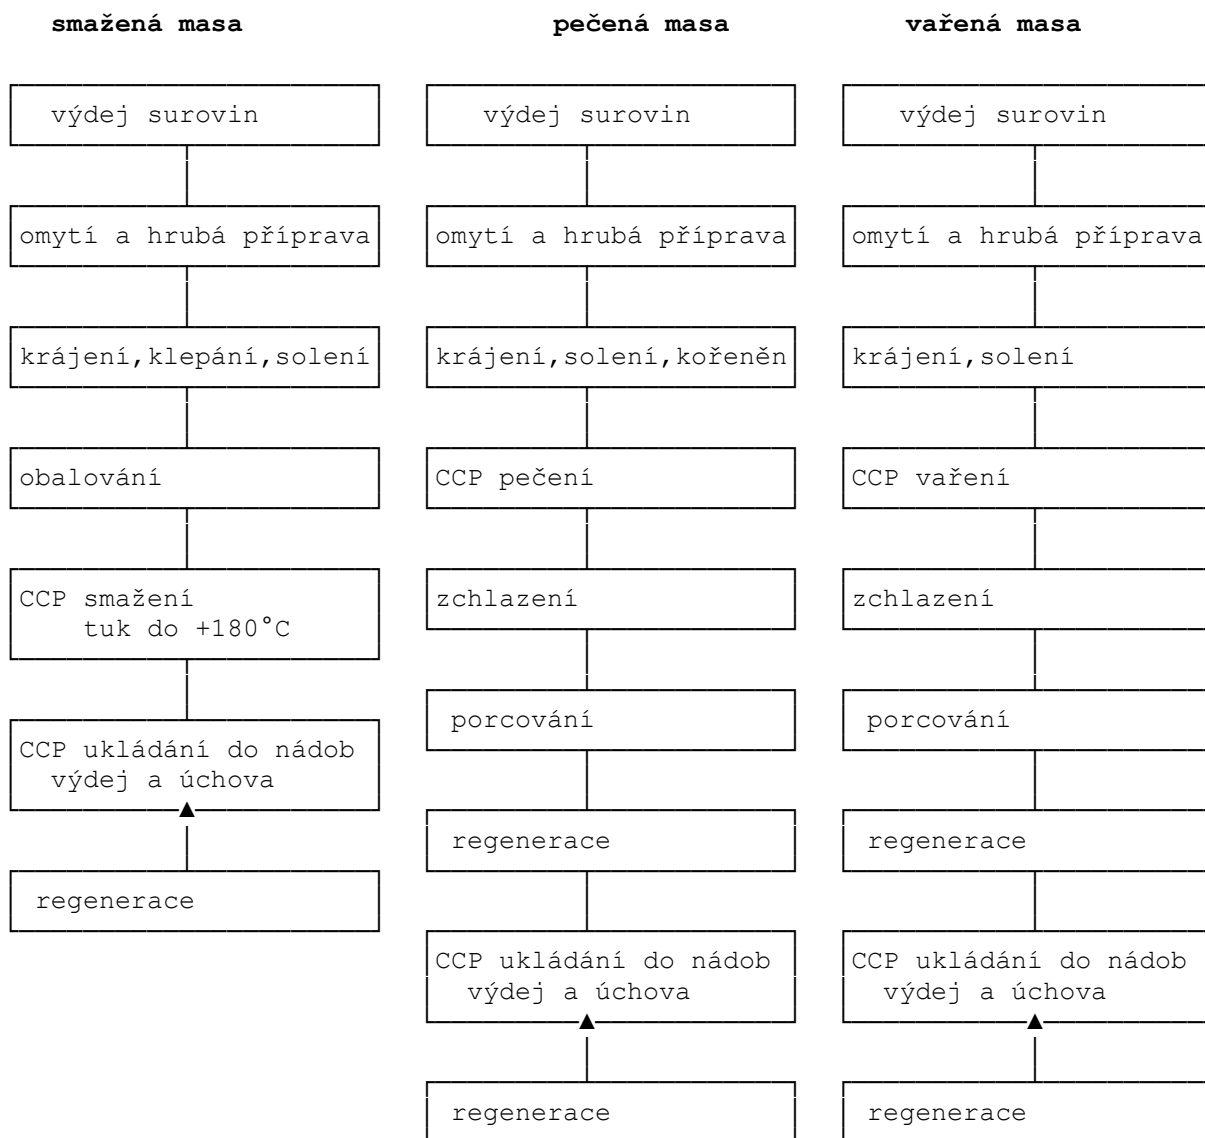 smažená masa
pečená masa
vařená masa
výdej surovin
omytí a hrubá příprava
krájení,klepání,solení
obalování
CCP smažení
tuk do +180°C
CCP ukládání do nádob
výdej a úchova
regenerace
výdej surovin
omytí a hrubá příprava
krájení,solení,kořeněn
CCP pečení
zchlazení
porcování
regenerace
CCP ukládání do nádob
výdej a úchova
regenerace
výdej surovin
omytí a hrubá příprava
krájení,solení
CCP vaření
zchlazení
porcování
regenerace
CCP ukládání do nádob
výdej a úchova
regenerace